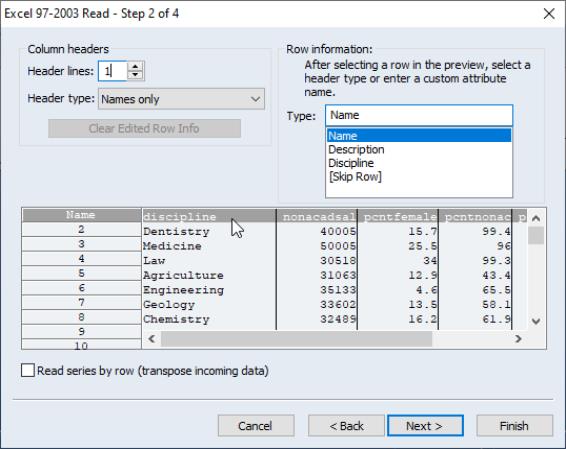 Excel 97-2003 Read - Step 2 of 4
Column headers
Header lines: 1
Header type: Names only
Clear Edited Row Info
Row information:
After selecting a row in the preview, select a
header type or enter a custom attribute
name.
Type: Name
Name
Description
Discipline
[Skip Row]
Name discipline nonacadsal pcntfemale pcntnonac p
2 Dentistry 40005 15.7 99.4
3 Medicine 50005 25.5 96
4 Law 30518 34 99.3
5 Agriculture 31063 12.9 43.4
6 Engineering 35133 4.6 65.5
7 Geology 33602 13.5 58.1
8 Chemistry 32489 16.2 61.9
9
10
Read series by row (transpose incoming data)
Cancel < Back Next > Finish